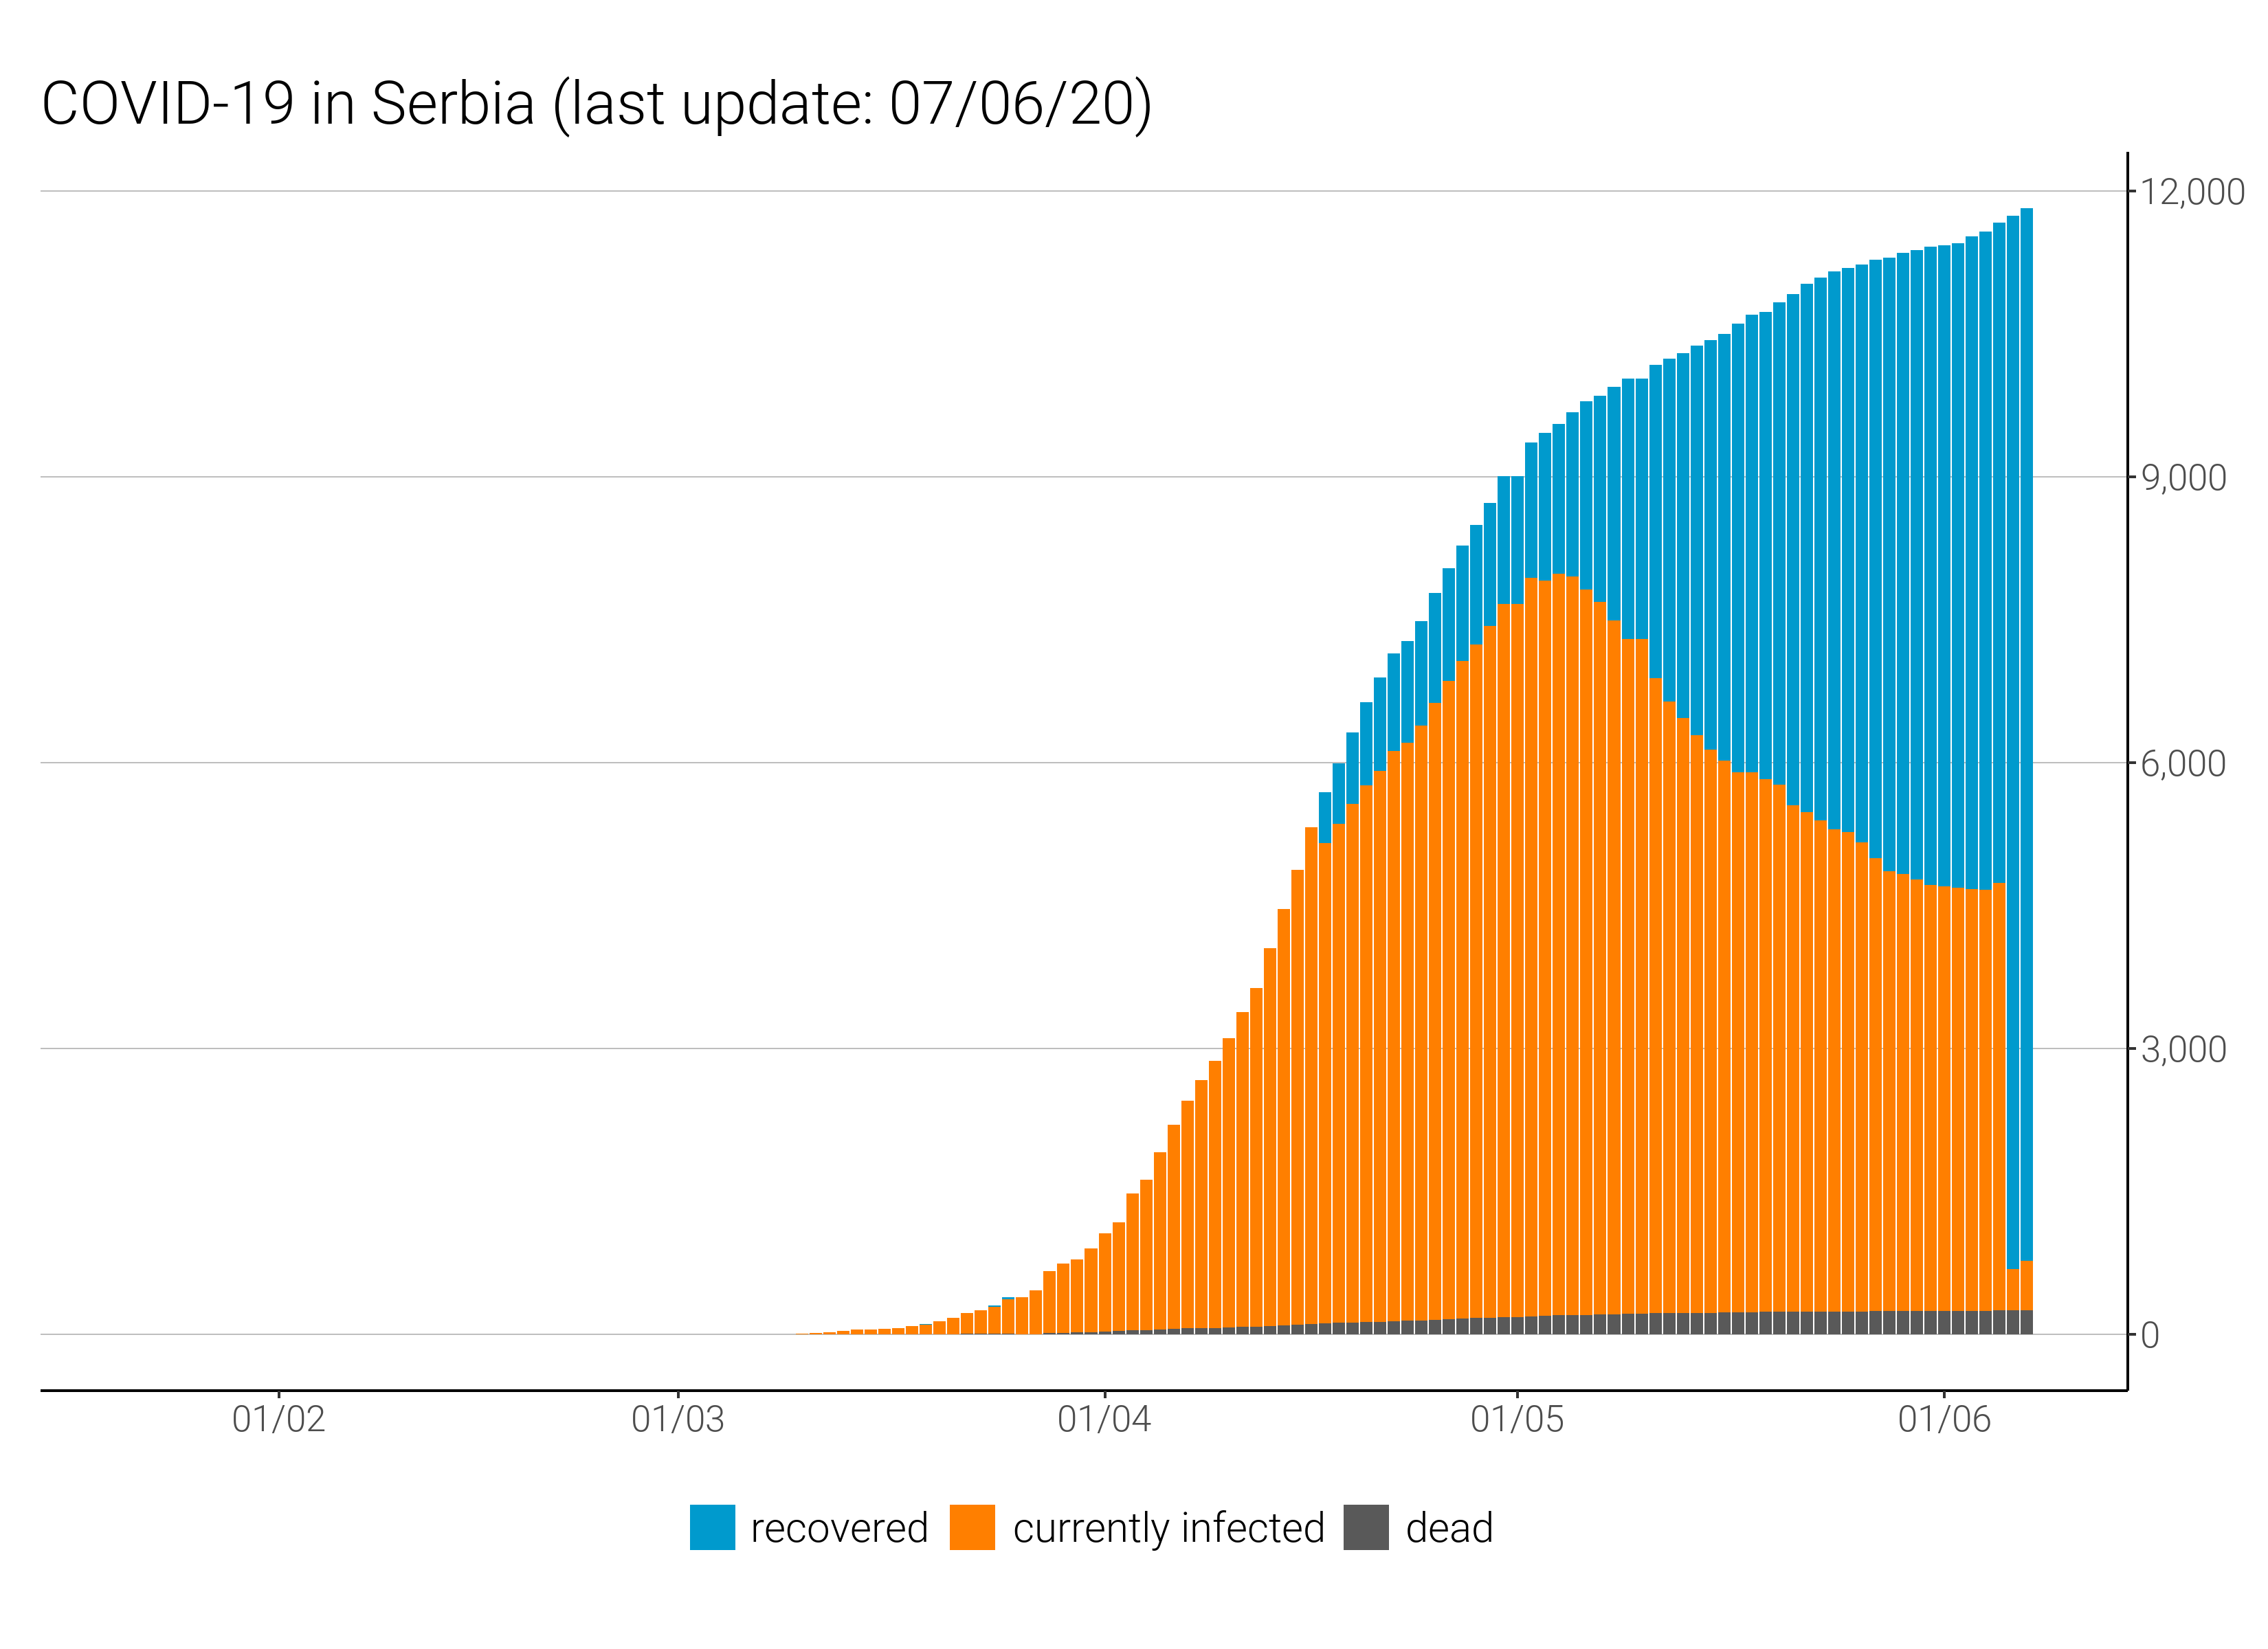 COVID-19 in Serbia (last update: 07/06/20)
12,000
9,000
6,000
3,000
0
01/02 01/03 01/04 01/05 01/06
recovered currently infected dead